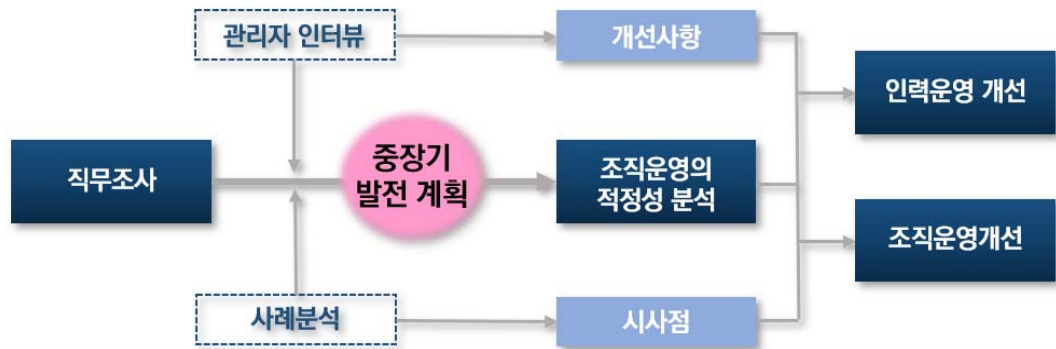 관리자 인터뷰
개선사항
인력운영 개선
직무조사
중장기
발전 계획
조직운영의
적정성 분석
조직운영개선
사례분석
시사점